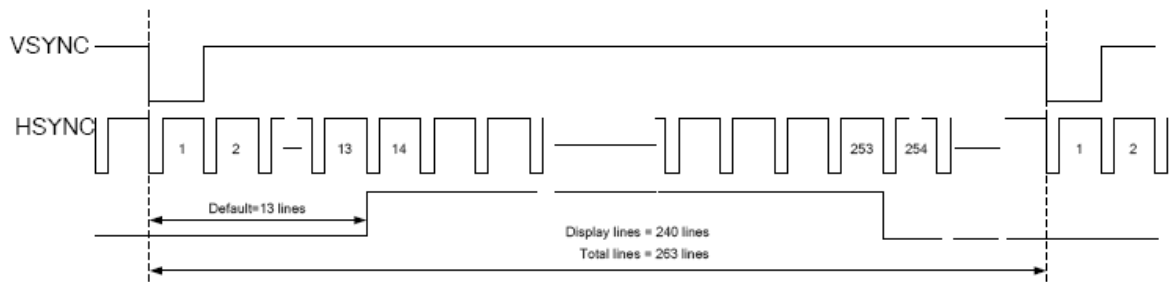 VSYNC
HSYNC
1 2 13 14 253 254 1 2
Default=13 lines
Display lines = 240 lines
Total lines = 263 lines